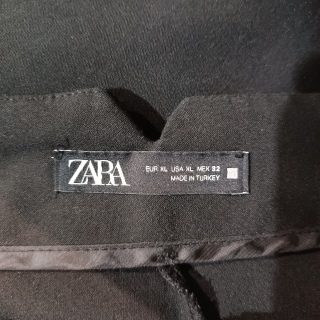 ZARA
EUR XL USA XL MEX 32
MADE IN TURKEY